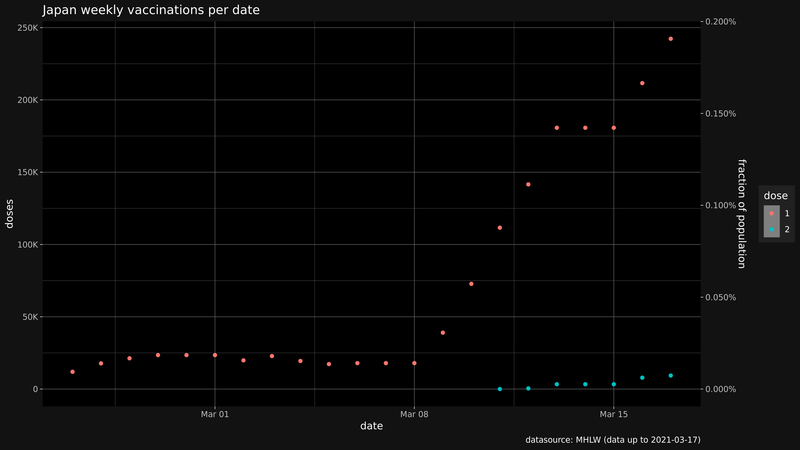 Japan weekly vaccinations per date
250K
200K
150K
100K
50K
0
doses
0.200%
0.150%
0.100%
0.050%
0.000%
fraction of population
dose
1
2
Mar 01
Mar 08
Mar 15
date
datasource: MHLW (data up to 2021-03-17)